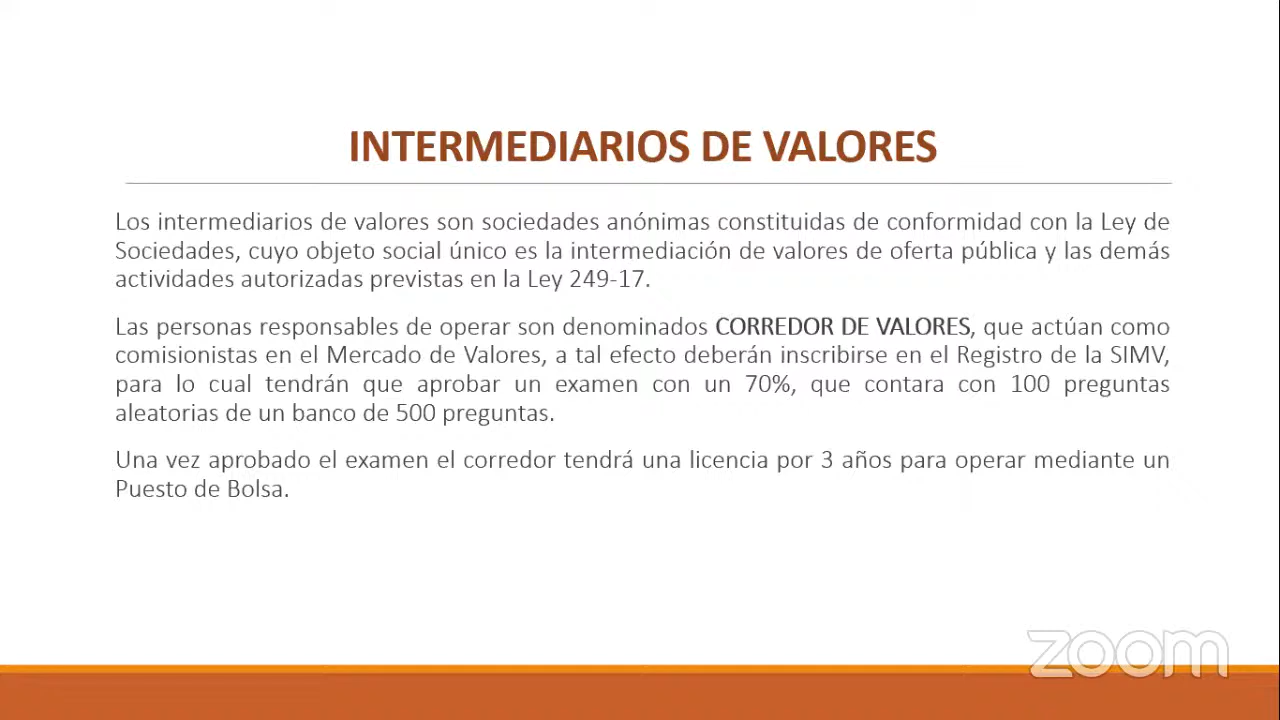 INTERMEDIARIOS DE VALORES
Los intermediarios de valores son sociedades anónimas constituidas de conformidad con la Ley de
Sociedades, cuyo objeto social único es la intermediación de valores de oferta pública y las demás
actividades autorizadas previstas en la Ley 249-17.
Las personas responsables de operar son denominados CORREDOR DE VALORES, que actúan como
comisionistas en el Mercado de Valores, a tal efecto deberán inscribirse en el Registro de la SIMV,
para lo cual tendrán que aprobar un examen con un 70%, que contara con 100 preguntas
aleatorias de un banco de 500 preguntas.
Una vez aprobado el examen el corredor tendrá una licencia por 3 años para operar mediante un
Puesto de Bolsa.
zoom